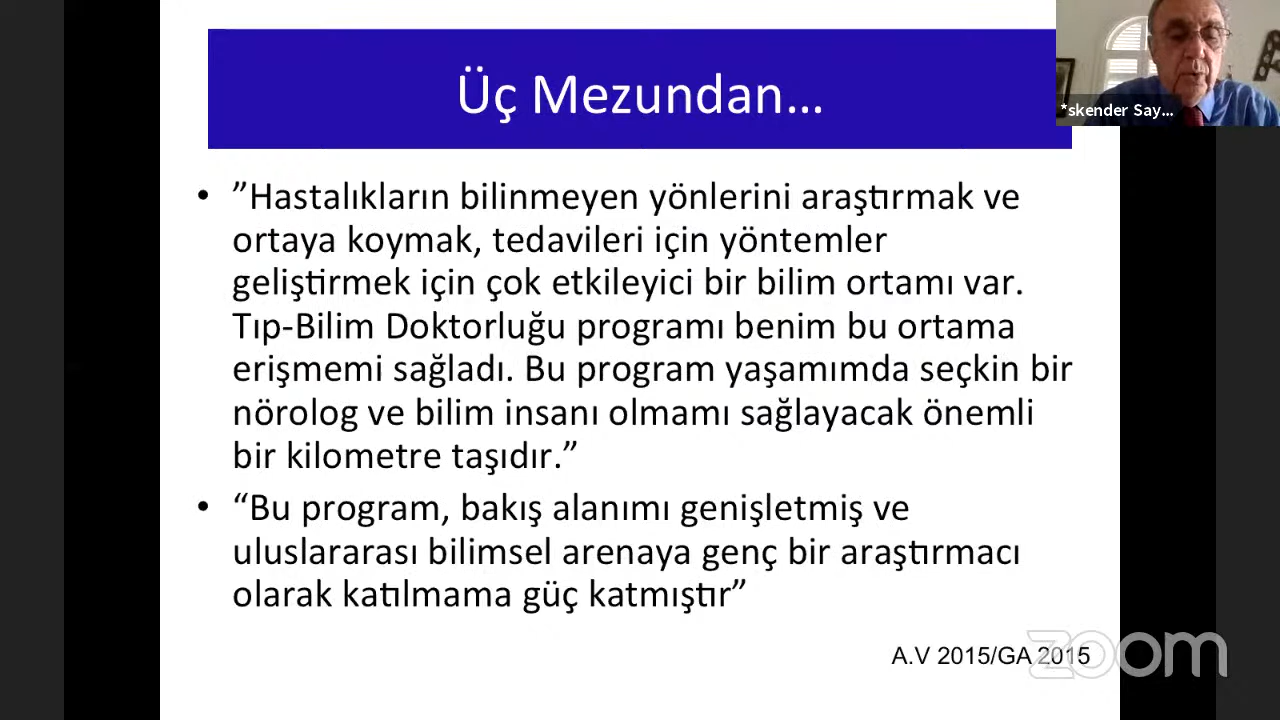 Üç Mezundan...
*skender Say...
• ”Hastalıkların bilinmeyen yönlerini araştırmak ve
ortaya koymak, tedavileri için yöntemler
geliştirmek için çok etkileyici bir bilim ortamı var.
Tıp-Bilim Doktorluğu programı benim bu ortama
erişmemi sağladı. Bu program yaşamımda seçkin bir
nörolog ve bilim insanı olmamı sağlayacak önemli
bir kilometre taşıdır.”
• “Bu program, bakış alanımı genişletmiş ve
uluslararası bilimsel arenaya genç bir araştırmacı
olarak katılmama güç katmıştır”
A.V 2015/GA 2015
zoom